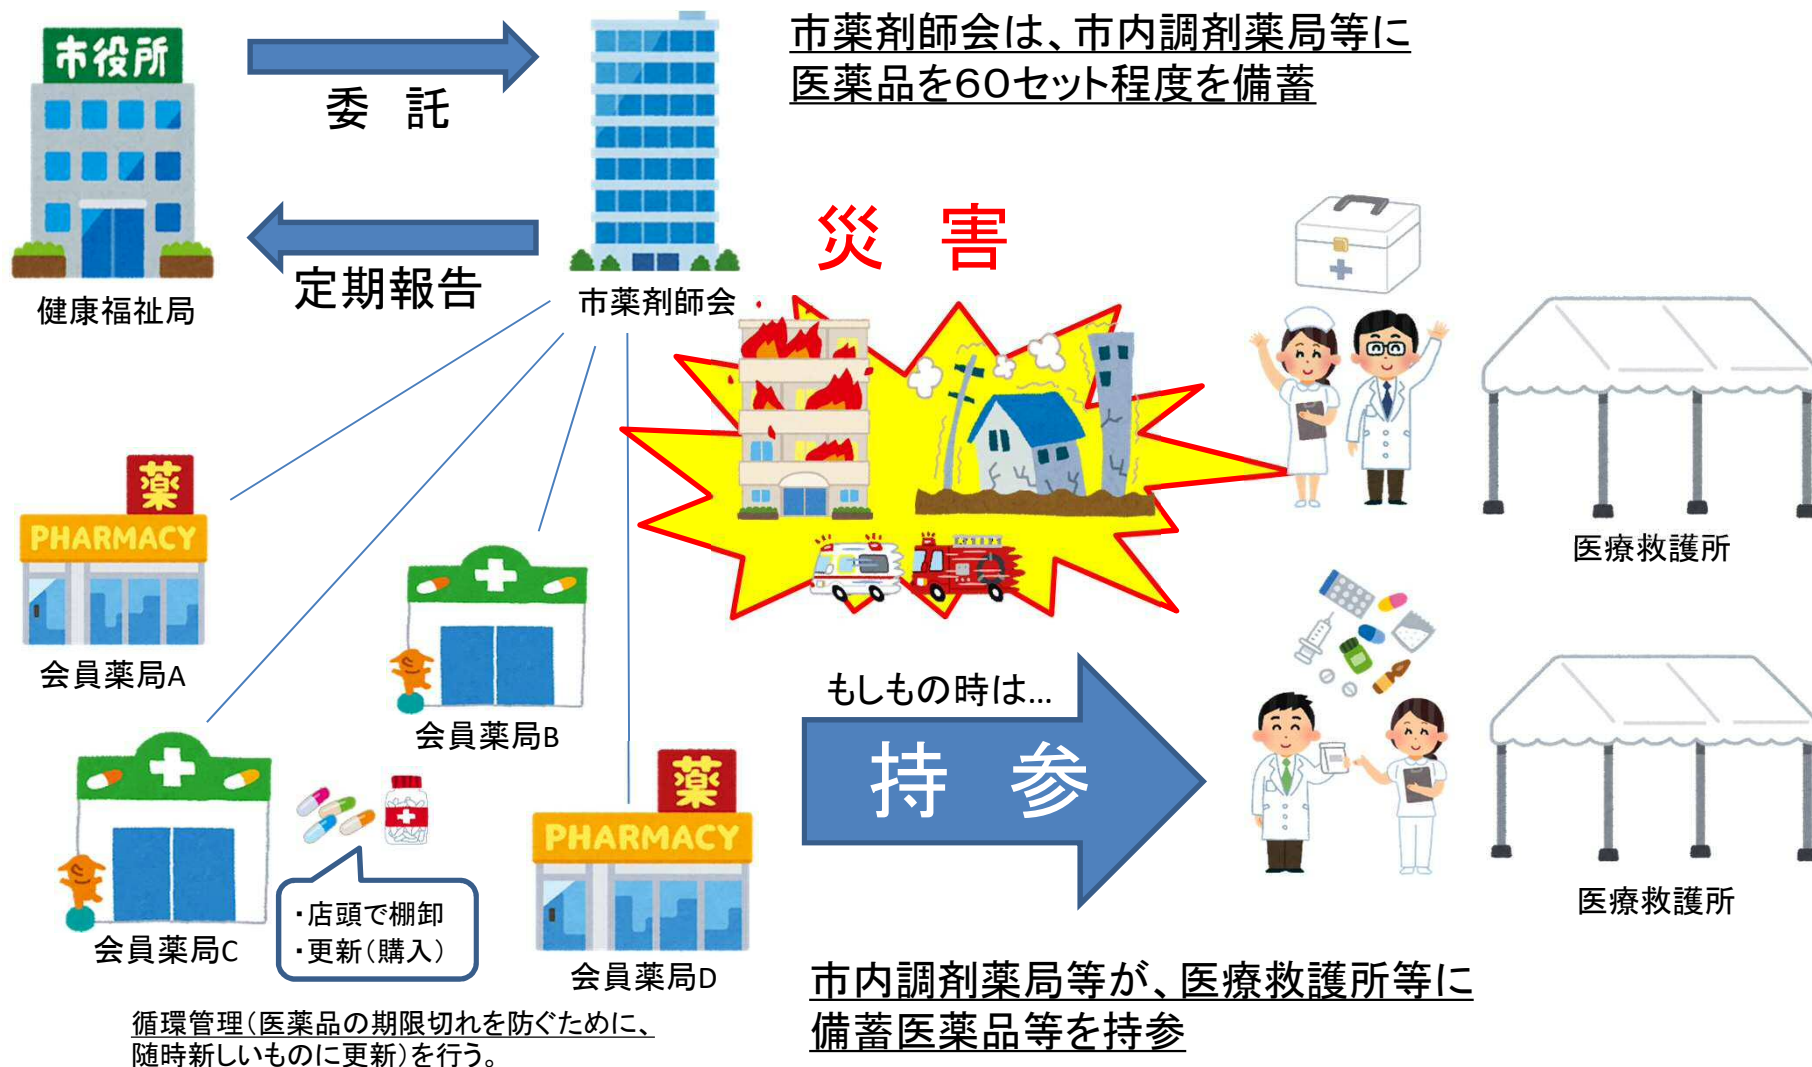 市役所
委　託
市薬剤師会は、市内調剤薬局等に
医薬品を60セット程度を備蓄
健康福祉局
定期報告
市薬剤師会
災　害
薬
PHARMACY
会員薬局A
会員薬局B
会員薬局C
・店頭で棚卸
・更新（購入）
薬
PHARMACY
会員薬局D
循環管理（医薬品の期限切れを防ぐために、
随時新しいものに更新）を行う。
もしもの時は…
持　参
医療救護所
医療救護所
市内調剤薬局等が、医療救護所等に
備蓄医薬品等を持参